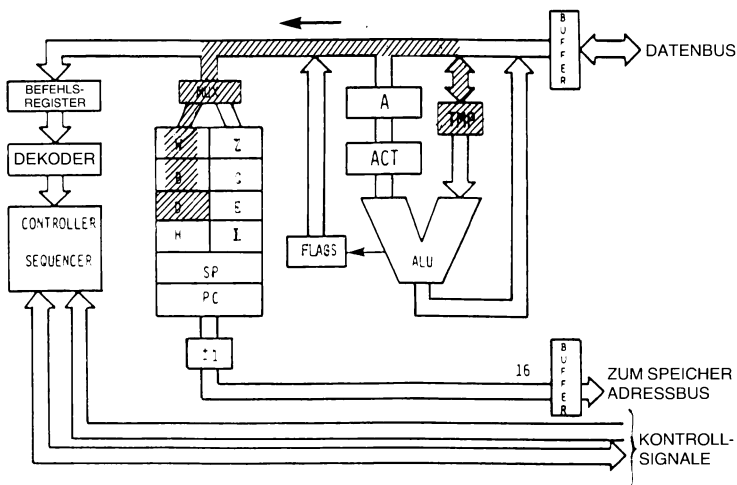 BUFFER
DATENBUS
BEFEHLS-
REGISTER
MUX
A
TMP
DEKODER
W Z
ACT
B C
D E
CONTROLLER
SEQUENCER
H L
FLAGS
ALU
SP
PC
16
BUFFER
ZUM SPEICHER
ADRESSBUS
KONTROLL-
SIGNALE